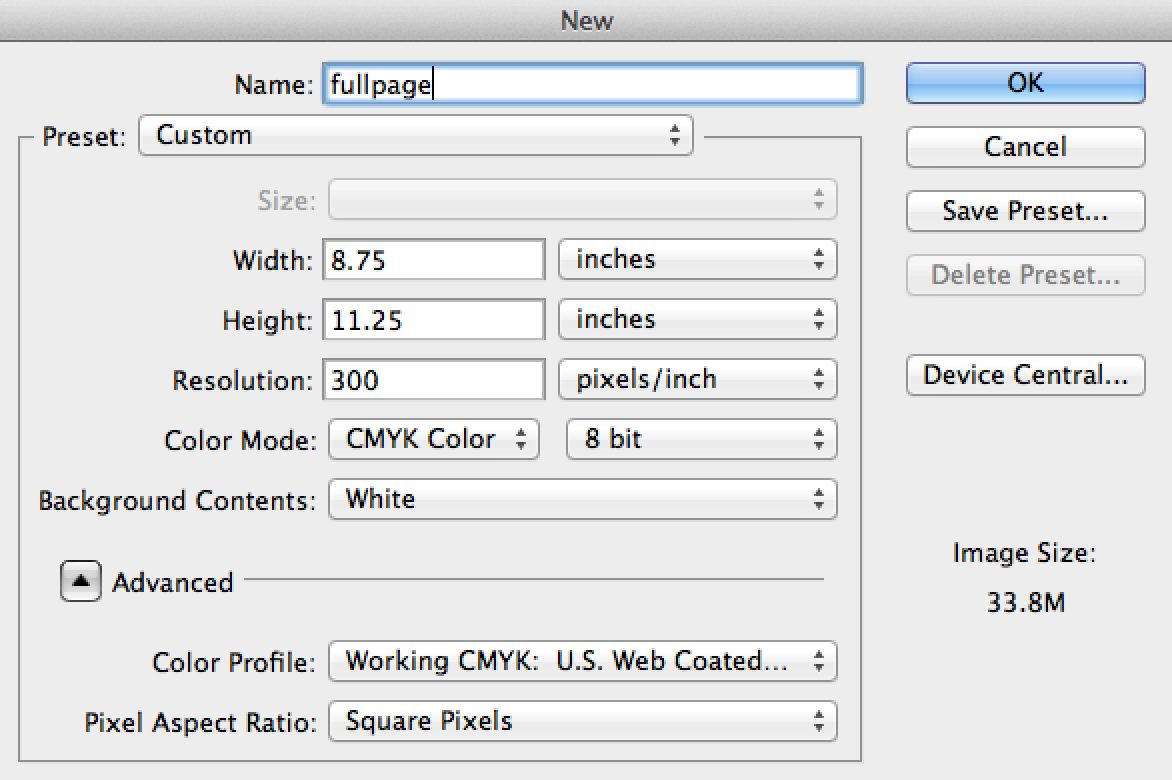 New
Name: fullpage
OK
Preset: Custom
Cancel
Size:
Save Preset...
Width: 8.75 inches
Delete Preset...
Height: 11.25 inches
Resolution: 300 pixels/inch
Device Central...
Color Mode: CMYK Color 8 bit
Background Contents: White
Image Size:
33.8M
Advanced
Color Profile: Working CMYK: U.S. Web Coated...
Pixel Aspect Ratio: Square Pixels